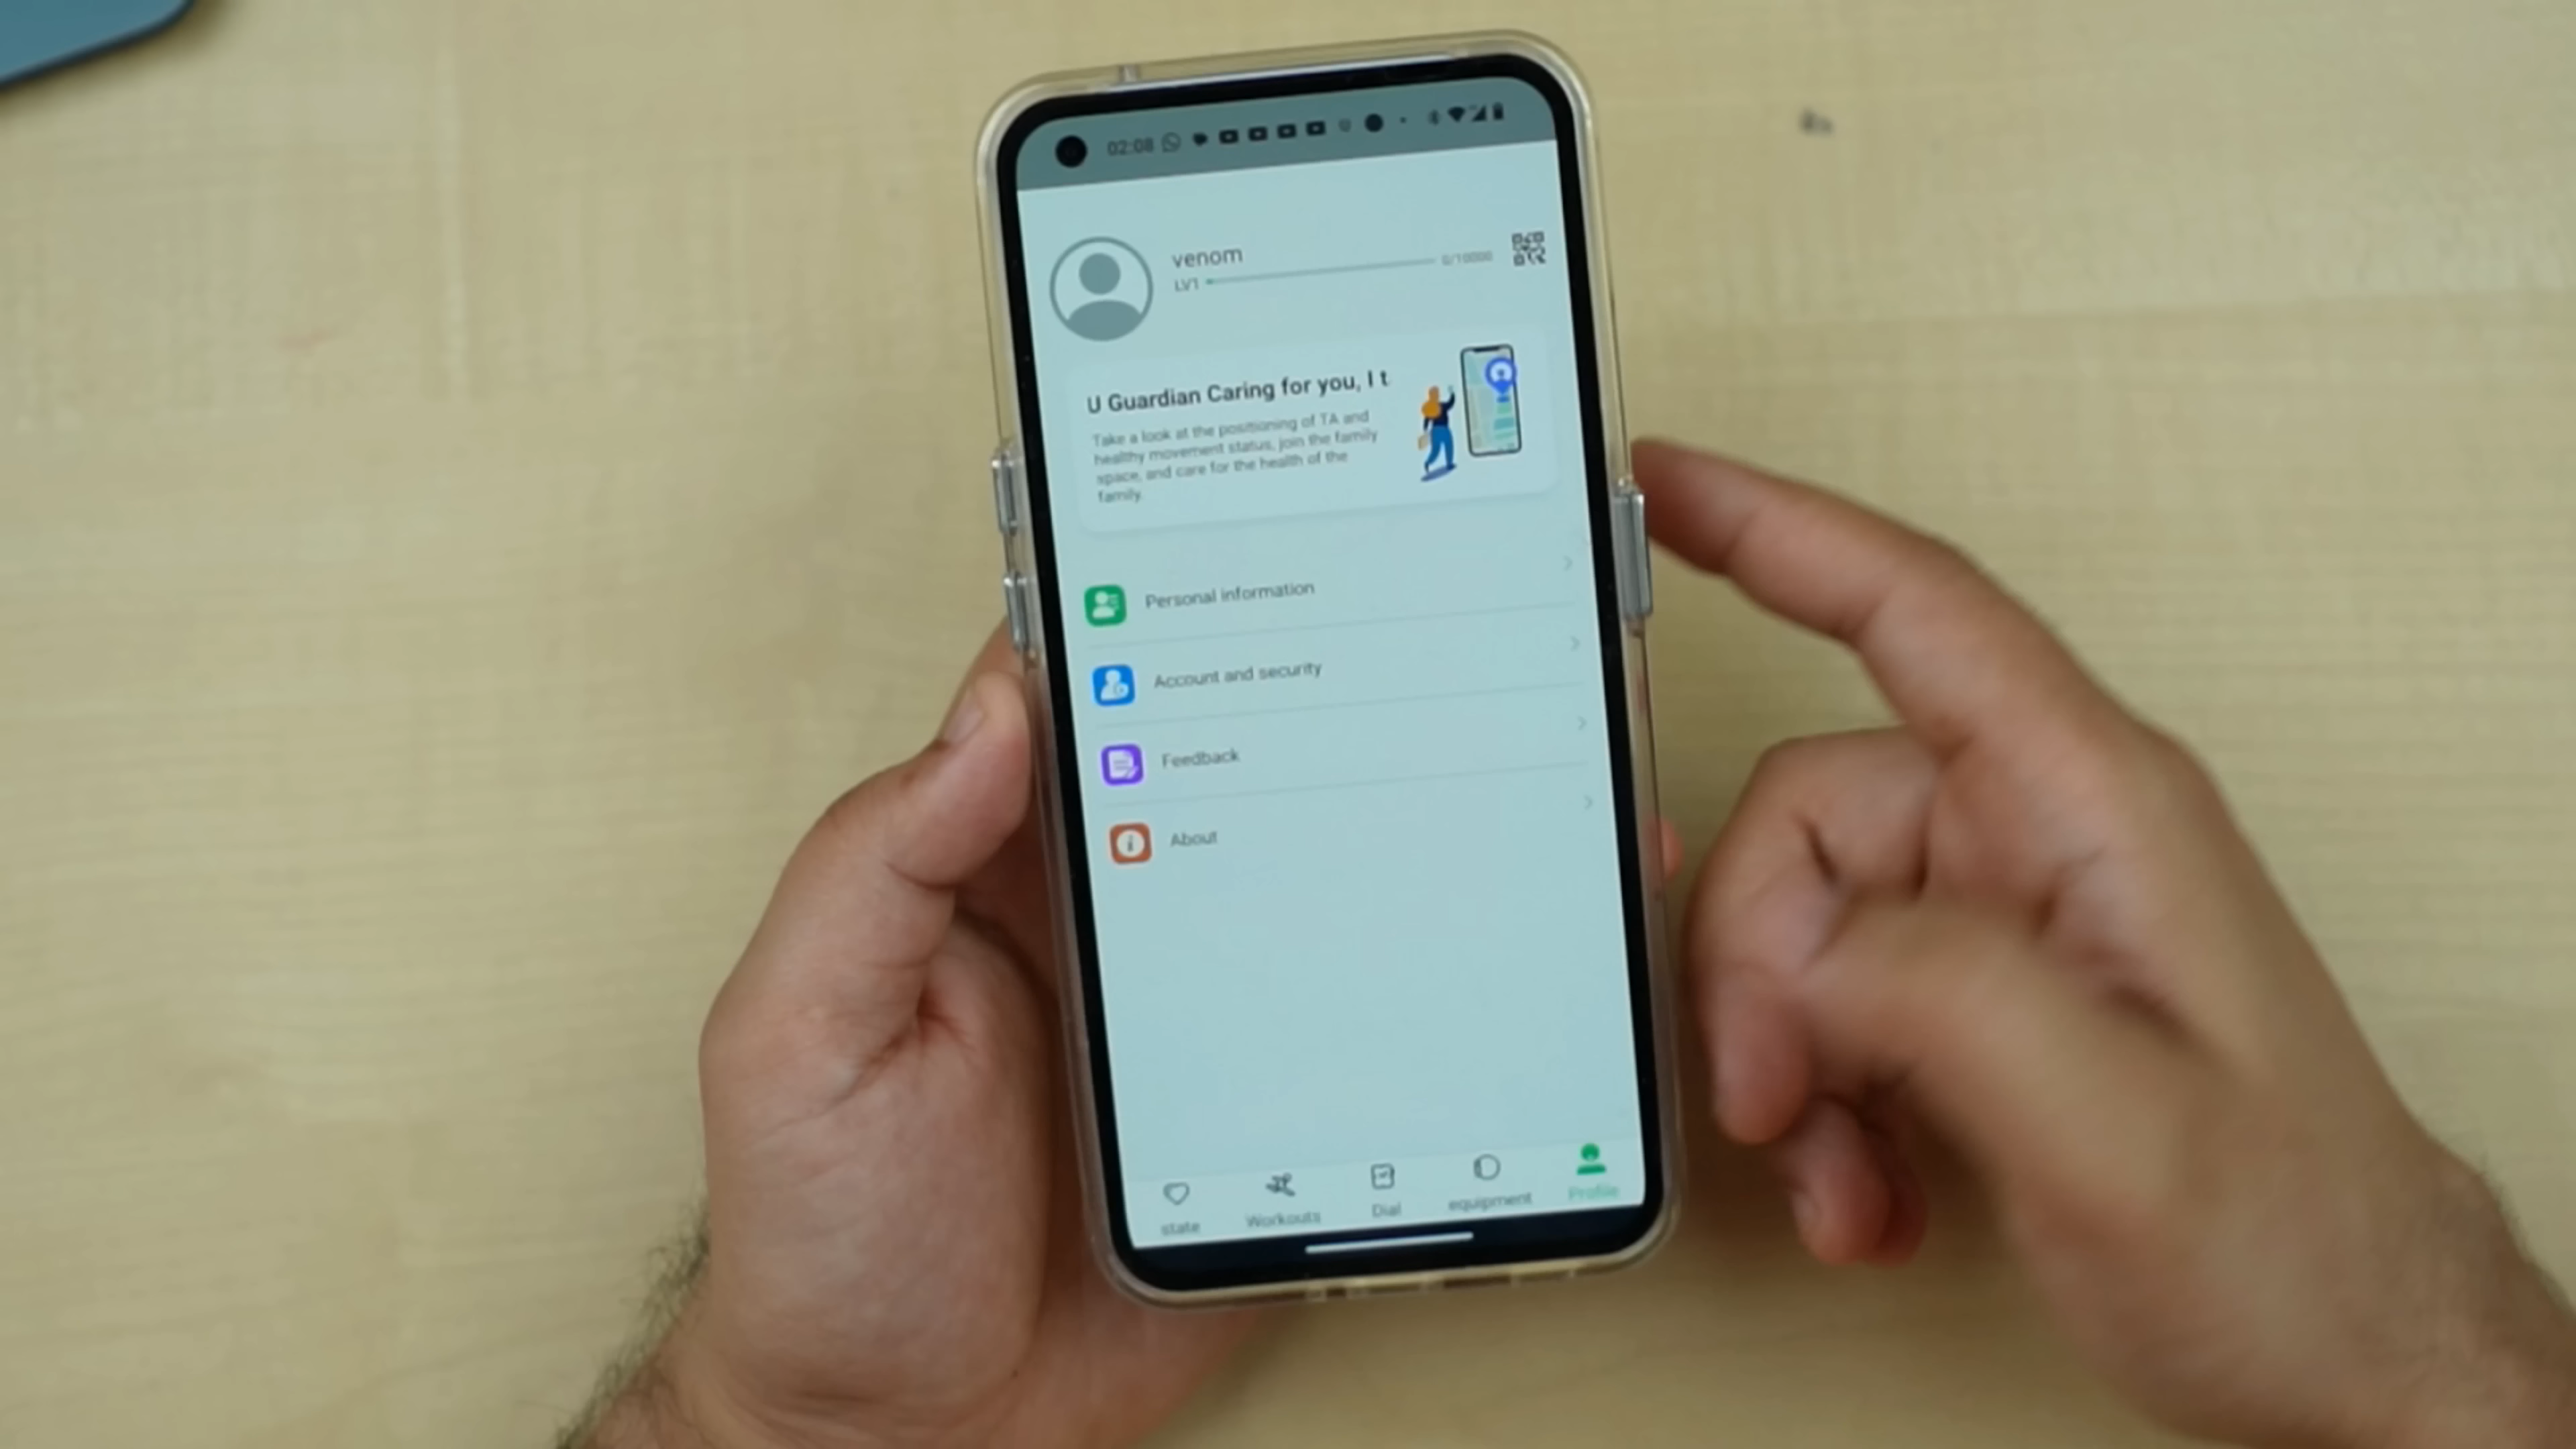 02:08
venom
LV1 0/10000
U Guardian Caring for you, I t
Take a look at the positioning of TA and
healthy movement status, join the family
space, and care for the health of the
family.
Personal information
Account and security
Feedback
About
state Workouts Dial equipment Profile